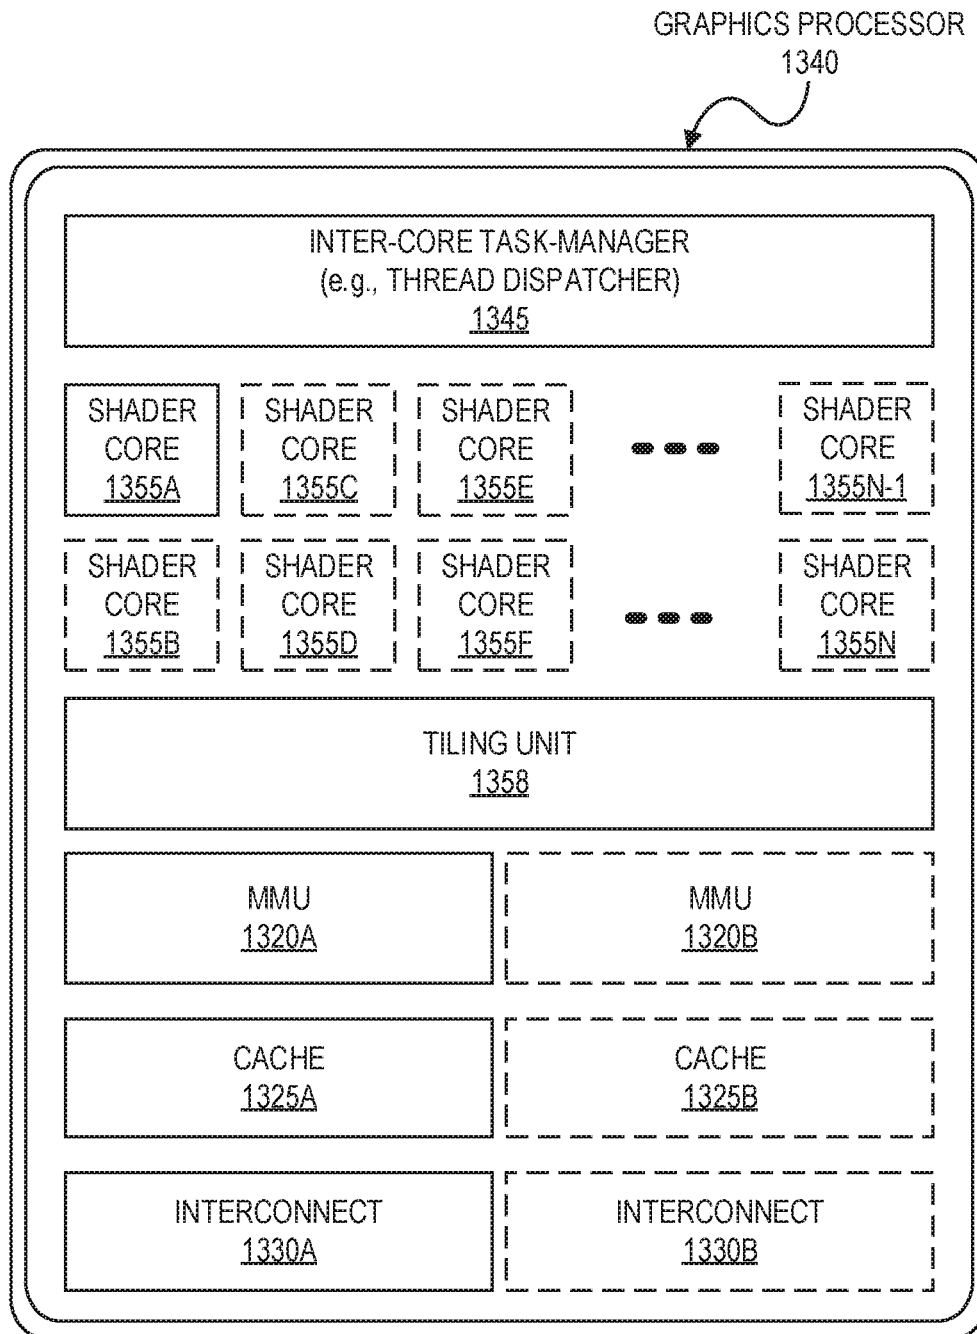 GRAPHICS PROCESSOR
1340
INTER-CORE TASK-MANAGER
(e.g., THREAD DISPATCHER)
1345
SHADER
CORE
1355A
SHADER
CORE
1355C
SHADER
CORE
1355E
SHADER
CORE
1355N-1
SHADER
CORE
1355B
SHADER
CORE
1355D
SHADER
CORE
1355F
SHADER
CORE
1355N
TILING UNIT
1358
MMU
1320A
MMU
1320B
CACHE
1325A
CACHE
1325B
INTERCONNECT
1330A
INTERCONNECT
1330B